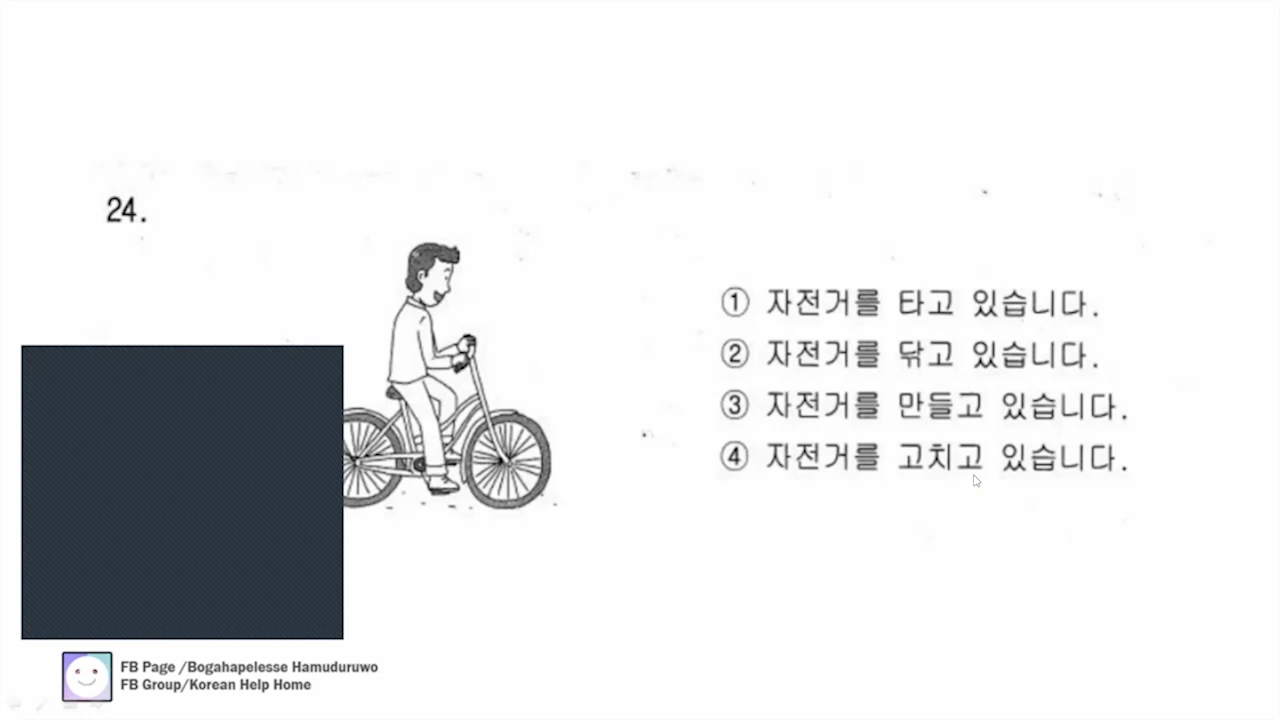 24.
① 자전거를 타고 있습니다.
② 자전거를 닦고 있습니다.
③ 자전거를 만들고 있습니다.
④ 자전거를 고치고 있습니다.
FB Page /Bogahapelesse Hamuduruwo
FB Group/Korean Help Home